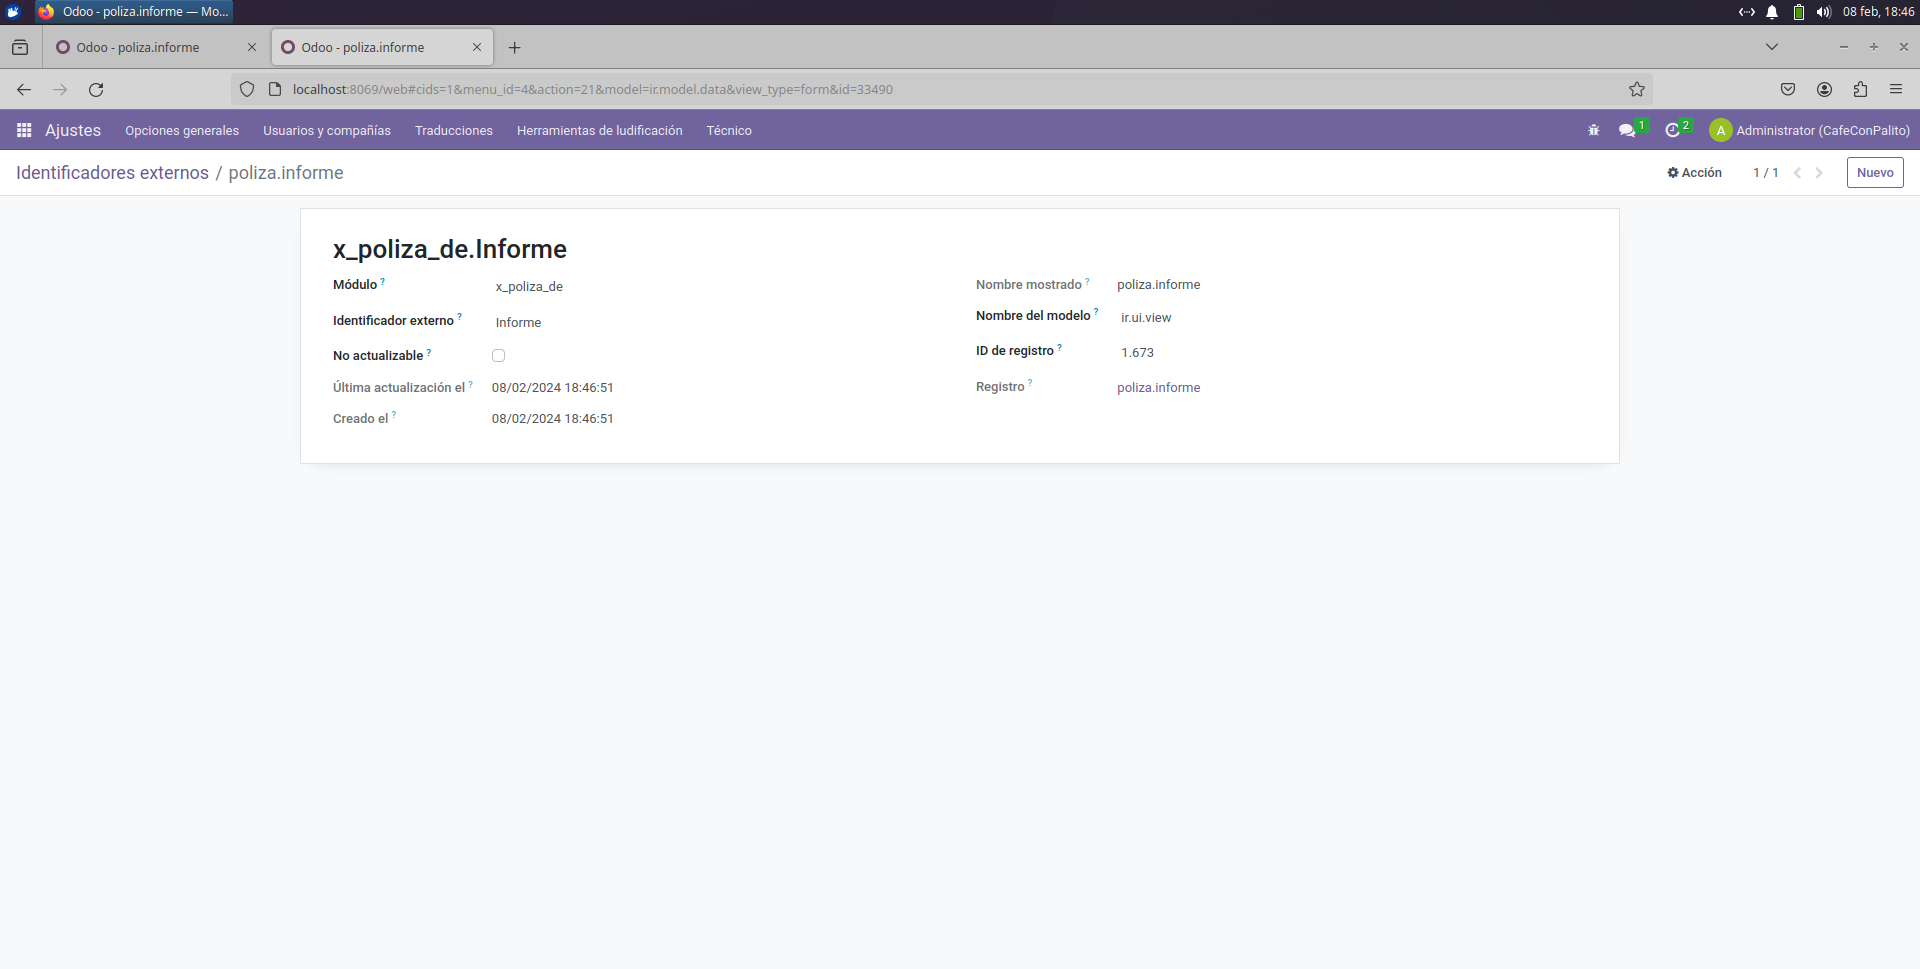 Odoo - poliza.informe — Mo...
08 feb, 18:46
Odoo - poliza.informe
Odoo - poliza.informe
localhost:8069/web#cids=1&menu_id=4&action=21&model=ir.model.data&view_type=form&id=33490
Ajustes
Opciones generales
Usuarios y compañías
Traducciones
Herramientas de ludificación
Técnico
1
2
A
Administrator (CafeConPalito)
Identificadores externos / poliza.informe
Acción
1 / 1
Nuevo
x_poliza_de.Informe
Módulo ?
x_poliza_de
Identificador externo ?
Informe
No actualizable ?
Última actualización el ?
08/02/2024 18:46:51
Creado el ?
08/02/2024 18:46:51
Nombre mostrado ?
poliza.informe
Nombre del modelo ?
ir.ui.view
ID de registro ?
1.673
Registro ?
poliza.informe